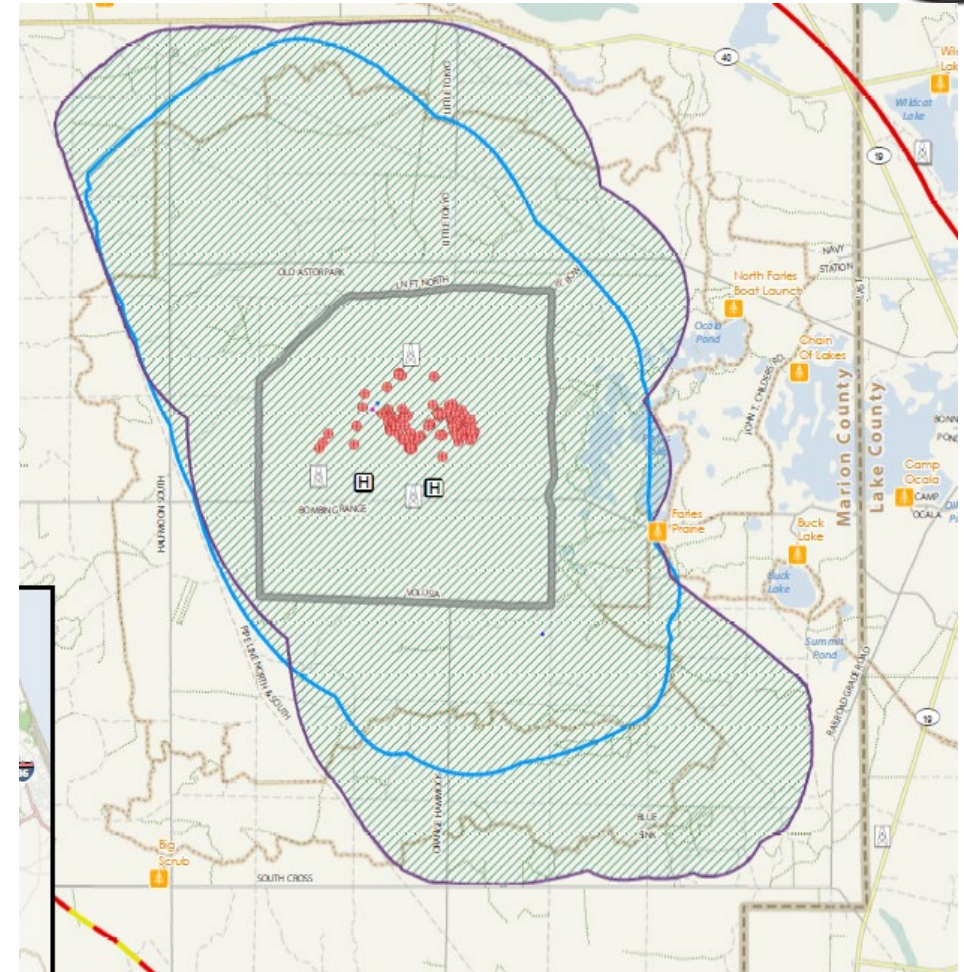 40
Wildcat
Lake
19
LITTLE TOKYO
LITTLE TOKYO
NAVY
STATION
OLD ASTOR PARK
LN FT NORTH
North Farles
Boat Launch
Ocala
Pond
Chain
Of Lakes
JOHN T. CHILDERS RD
Marion County
Lake County
H
H
BOMBING RANGE
HALFMOON SOUTH
Camp
Ocala
CAMP
OCALA
Farles
Prairie
Buck
Lake
Buck
Lake
VOLUSIA
Summit
Pond
PIPE LINE NORTH & SOUTH
RAILROAD GRADE ROAD
19
ORANGE HAMMOCK
BLUE
SINK
Big
Scrub
SOUTH CROSS